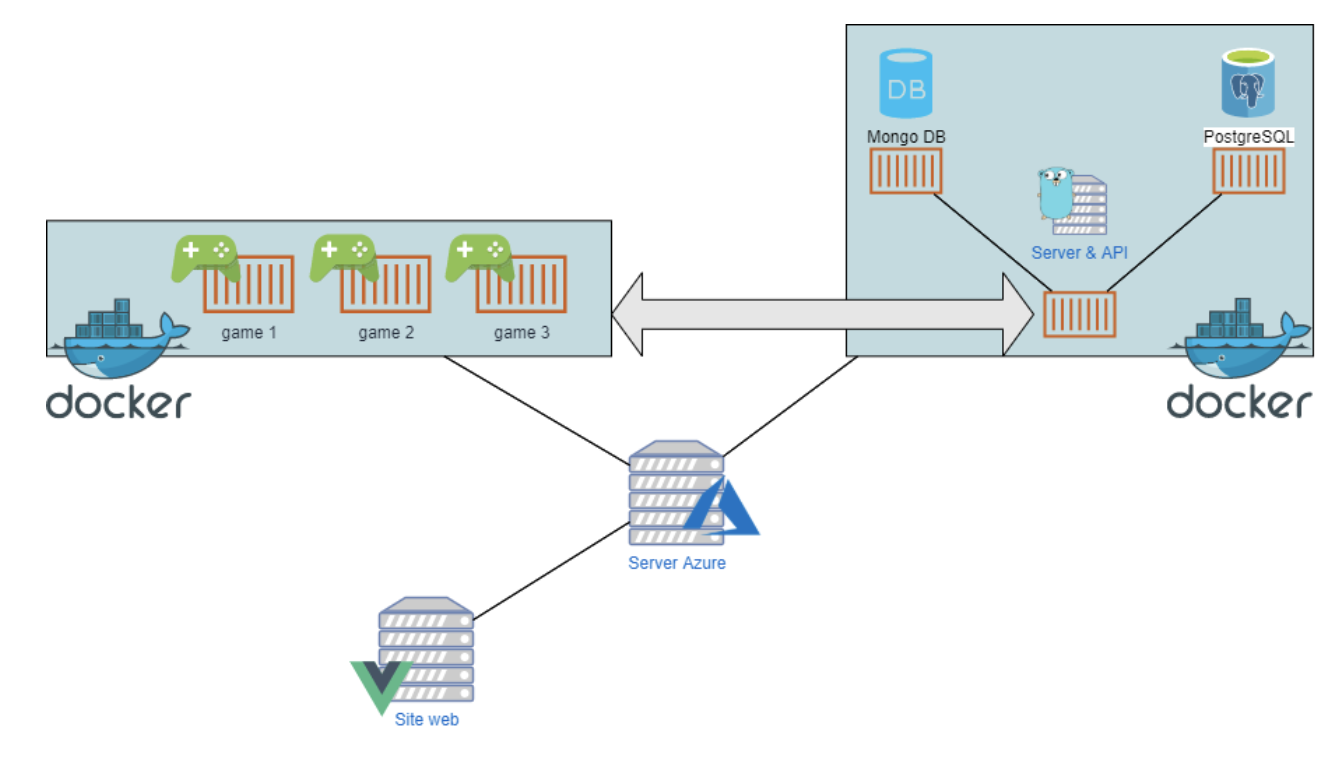 DB
Mongo DB
PostgreSQL
Server & API
game 1
game 2
game 3
docker
docker
Server Azure
Site web